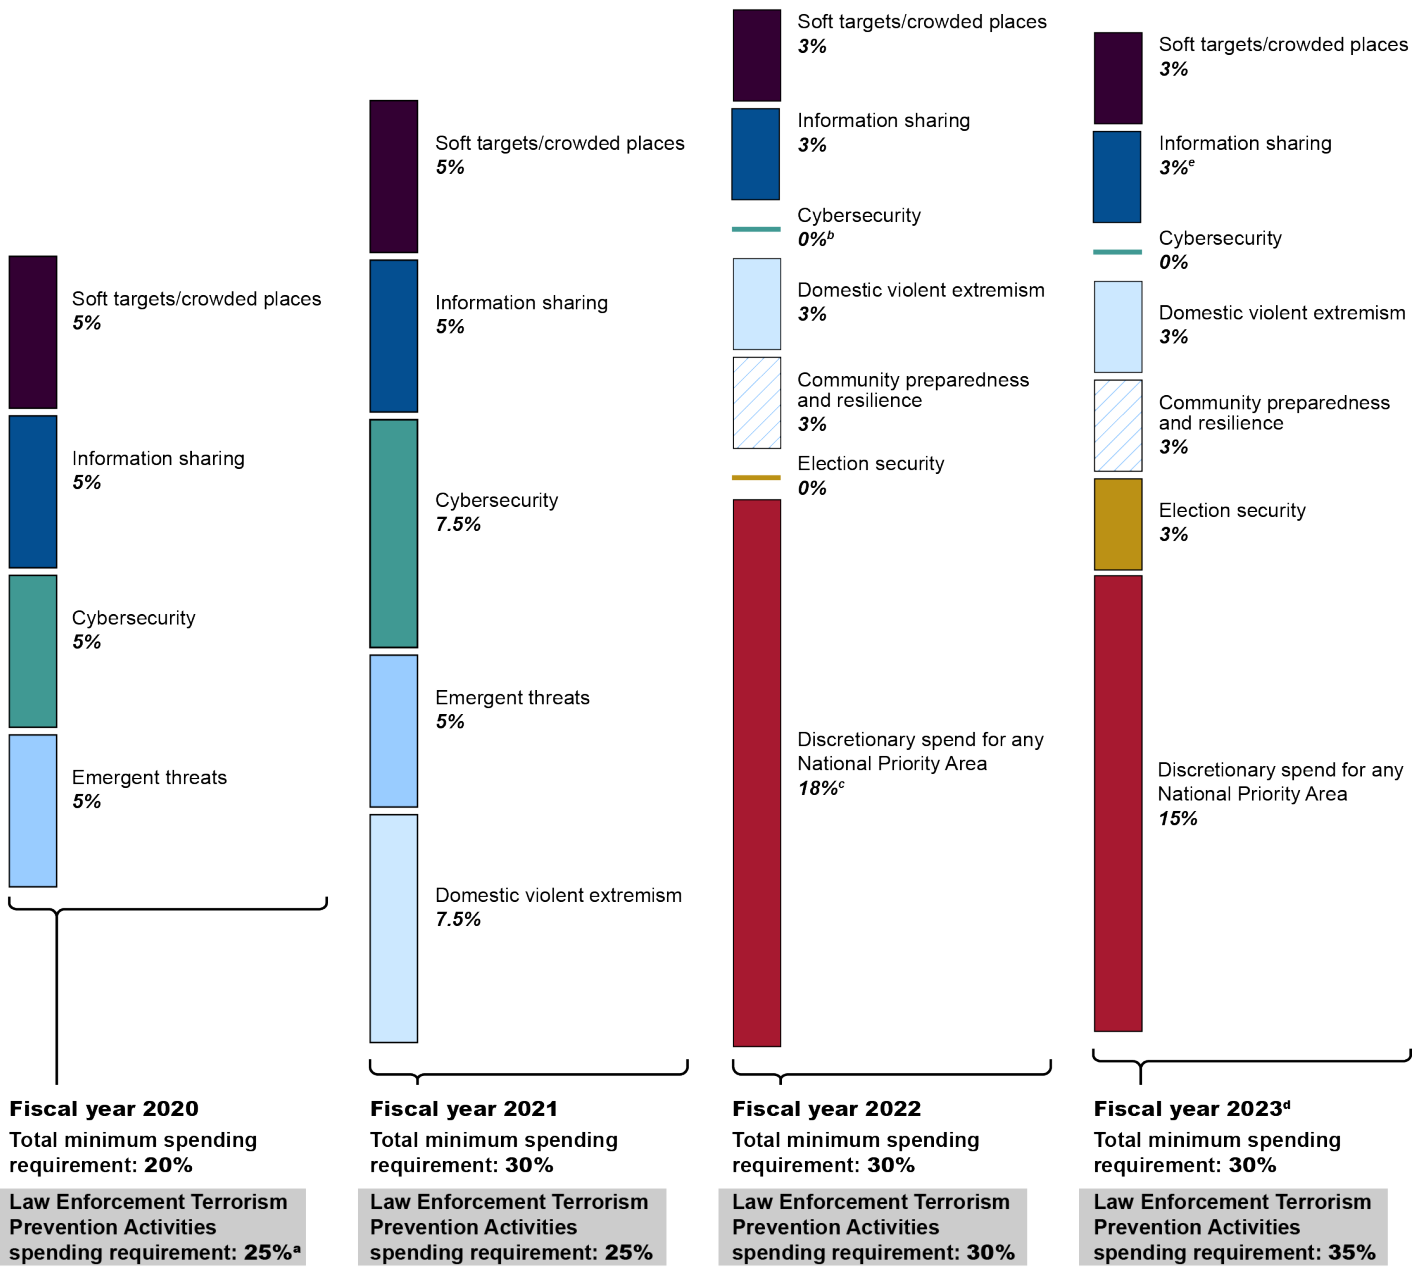 Soft targets/crowded places
5%
Information sharing
5%
Cybersecurity
5%
Emergent threats
5%
Fiscal year 2020
Total minimum spending
requirement: 20%
Law Enforcement Terrorism
Prevention Activities
spending requirement: 25%ᵃ
Soft targets/crowded places
5%
Information sharing
5%
Cybersecurity
7.5%
Emergent threats
5%
Domestic violent extremism
7.5%
Fiscal year 2021
Total minimum spending
requirement: 30%
Law Enforcement Terrorism
Prevention Activities
spending requirement: 25%
Soft targets/crowded places
3%
Information sharing
3%
Cybersecurity
0%ᵇ
Domestic violent extremism
3%
Community preparedness
and resilience
3%
Election security
0%
Discretionary spend for any
National Priority Area
18%ᶜ
Fiscal year 2022
Total minimum spending
requirement: 30%
Law Enforcement Terrorism
Prevention Activities
spending requirement: 30%
Soft targets/crowded places
3%
Information sharing
3%ᵉ
Cybersecurity
0%
Domestic violent extremism
3%
Community preparedness
and resilience
3%
Election security
3%
Discretionary spend for any
National Priority Area
15%
Fiscal year 2023ᵈ
Total minimum spending
requirement: 30%
Law Enforcement Terrorism
Prevention Activities
spending requirement: 35%